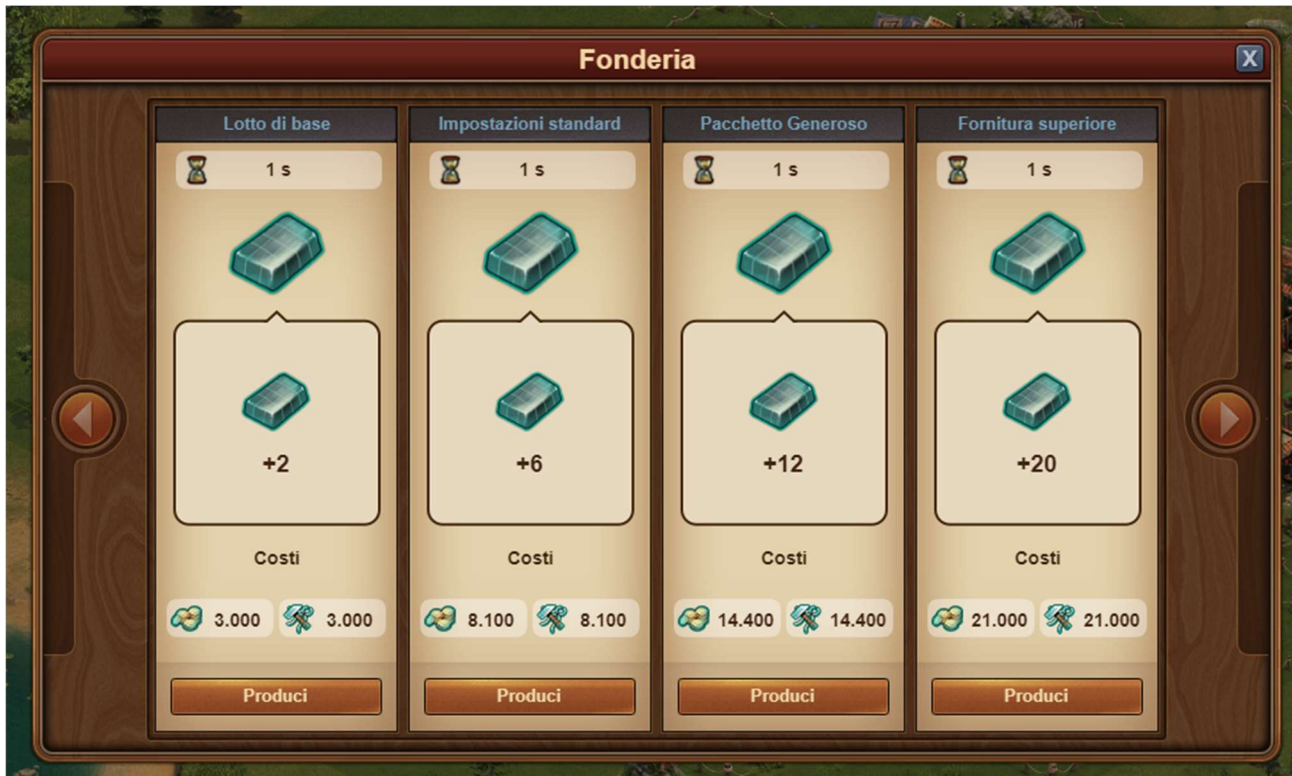 Fonderia
X
Lotto di base
1 s
+2
Costi
3.000 3.000
Produci
Impostazioni standard
1 s
+6
Costi
8.100 8.100
Produci
Pacchetto Generoso
1 s
+12
Costi
14.400 14.400
Produci
Fornitura superiore
1 s
+20
Costi
21.000 21.000
Produci